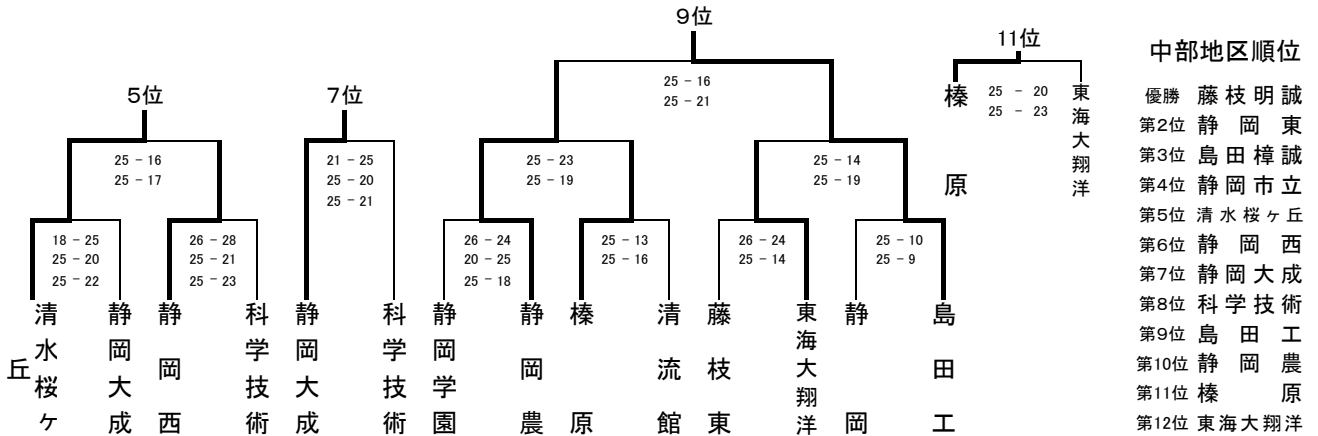 9位
11位
中部地区順位
5位
7位
25 - 16
25 - 21
榛原
25 - 20
25 - 23
東海大翔洋
優勝 藤枝明誠
第2位 静岡東
第3位 島田樟誠
第4位 静岡市立
第5位 清水桜ヶ丘
第6位 静岡西
第7位 静岡大成
第8位 科学技術
第9位 島田工
第10位 静岡農
第11位 榛原
第12位 東海大翔洋
25 - 16
25 - 17
21 - 25
25 - 20
25 - 21
25 - 23
25 - 19
25 - 14
25 - 19
18 - 25
25 - 20
25 - 22
26 - 28
25 - 21
25 - 23
26 - 24
20 - 25
25 - 18
25 - 13
25 - 16
26 - 24
25 - 14
25 - 10
25 - 9
清水桜ヶ丘
静岡大成
静岡西
科学技術
静岡大成
科学技術
静岡学園
静岡農
榛原
清流館
藤枝東
東海大翔洋
静岡
島田工